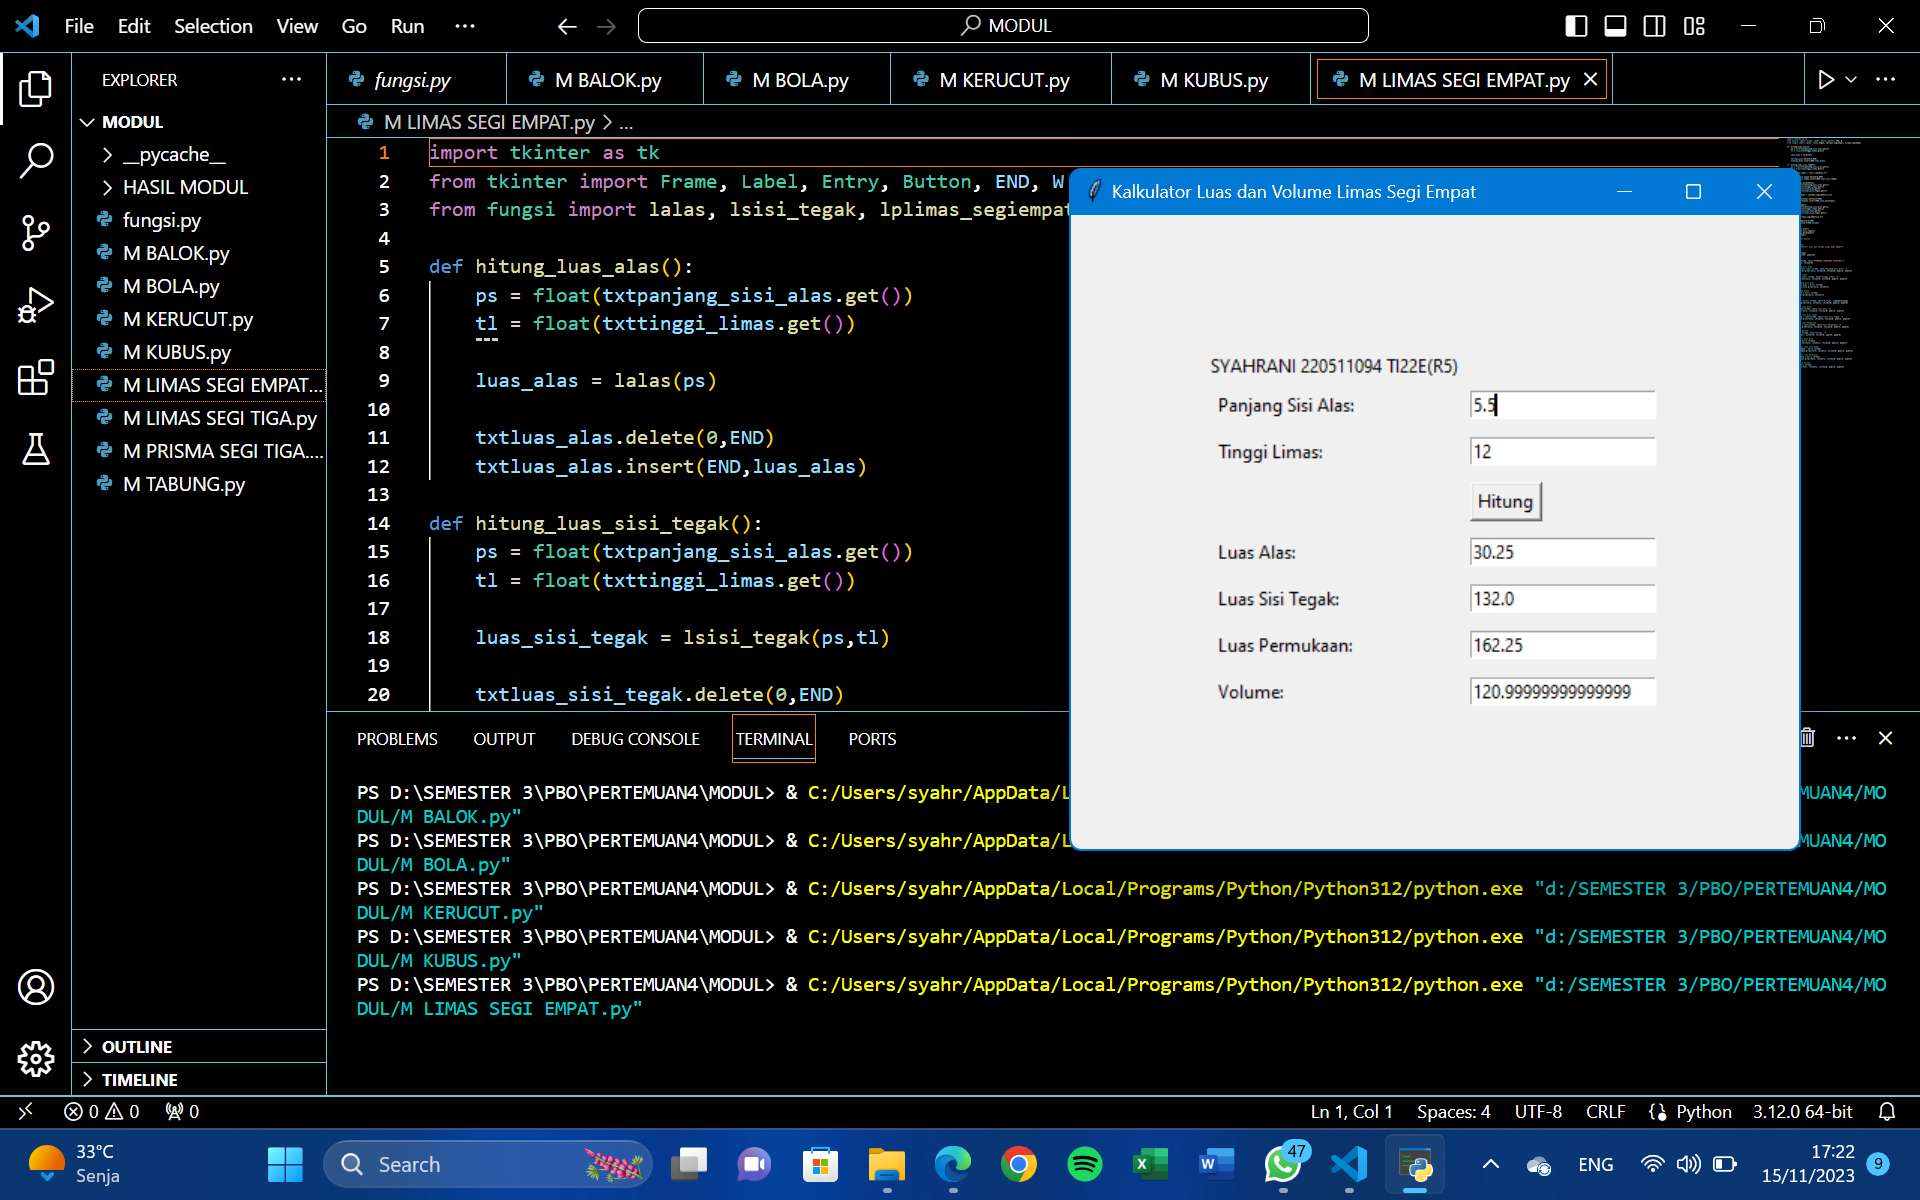 File Edit Selection View Go Run ...
MODUL
EXPLORER
MODUL
__pycache__
HASIL MODUL
fungsi.py
M BALOK.py
M BOLA.py
M KERUCUT.py
M KUBUS.py
M LIMAS SEGI EMPAT...
M LIMAS SEGI TIGA.py
M PRISMA SEGI TIGA....
M TABUNG.py
OUTLINE
TIMELINE
fungsi.py M BALOK.py M BOLA.py M KERUCUT.py M KUBUS.py M LIMAS SEGI EMPAT.py
M LIMAS SEGI EMPAT.py > ...
1 import tkinter as tk
2 from tkinter import Frame, Label, Entry, Button, END, W
3 from fungsi import lalas, lsisi_tegak, lplimas_segiempat
4
5 def hitung_luas_alas():
6 ps = float(txtpanjang_sisi_alas.get())
7 tl = float(txttinggi_limas.get())
8
9 luas_alas = lalas(ps)
10
11 txtluas_alas.delete(0,END)
12 txtluas_alas.insert(END,luas_alas)
13
14 def hitung_luas_sisi_tegak():
15 ps = float(txtpanjang_sisi_alas.get())
16 tl = float(txttinggi_limas.get())
17
18 luas_sisi_tegak = lsisi_tegak(ps,tl)
19
20 txtluas_sisi_tegak.delete(0,END)
Kalkulator Luas dan Volume Limas Segi Empat
SYAHRANI 220511094 TI22E(R5)
Panjang Sisi Alas: 5.5
Tinggi Limas: 12
Hitung
Luas Alas: 30.25
Luas Sisi Tegak: 132.0
Luas Permukaan: 162.25
Volume: 120.99999999999999
PROBLEMS OUTPUT DEBUG CONSOLE TERMINAL PORTS
PS D:\SEMESTER 3\PBO\PERTEMUAN4\MODUL> & C:/Users/syahr/AppData/L MUAN4/MO
DUL/M BALOK.py"
PS D:\SEMESTER 3\PBO\PERTEMUAN4\MODUL> & C:/Users/syahr/AppData/L MUAN4/MO
DUL/M BOLA.py"
PS D:\SEMESTER 3\PBO\PERTEMUAN4\MODUL> & C:/Users/syahr/AppData/Local/Programs/Python/Python312/python.exe "d:/SEMESTER 3/PBO/PERTEMUAN4/MO
DUL/M KERUCUT.py"
PS D:\SEMESTER 3\PBO\PERTEMUAN4\MODUL> & C:/Users/syahr/AppData/Local/Programs/Python/Python312/python.exe "d:/SEMESTER 3/PBO/PERTEMUAN4/MO
DUL/M KUBUS.py"
PS D:\SEMESTER 3\PBO\PERTEMUAN4\MODUL> & C:/Users/syahr/AppData/Local/Programs/Python/Python312/python.exe "d:/SEMESTER 3/PBO/PERTEMUAN4/MO
DUL/M LIMAS SEGI EMPAT.py"
0 0 0 Ln 1, Col 1 Spaces: 4 UTF-8 CRLF Python 3.12.0 64-bit
33°C
Senja
Search
47
ENG
17:22
15/11/2023
9